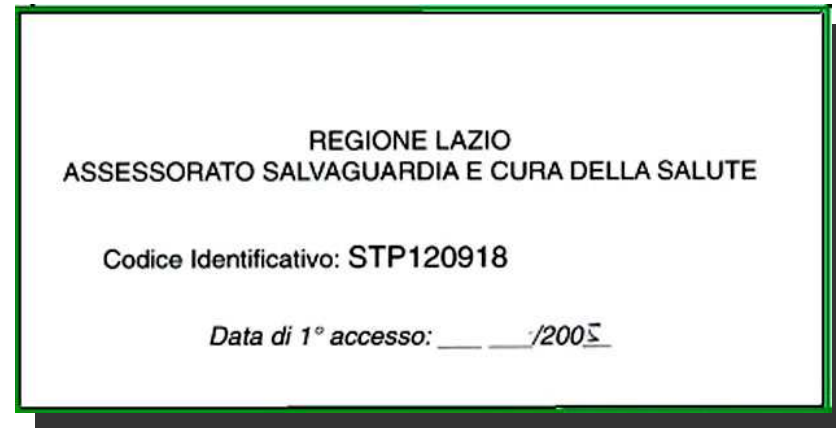 REGIONE LAZIO
ASSESSORATO SALVAGUARDIA E CURA DELLA SALUTE
Codice Identificativo: STP120918
Data di 1° accesso: ___ ___/2005